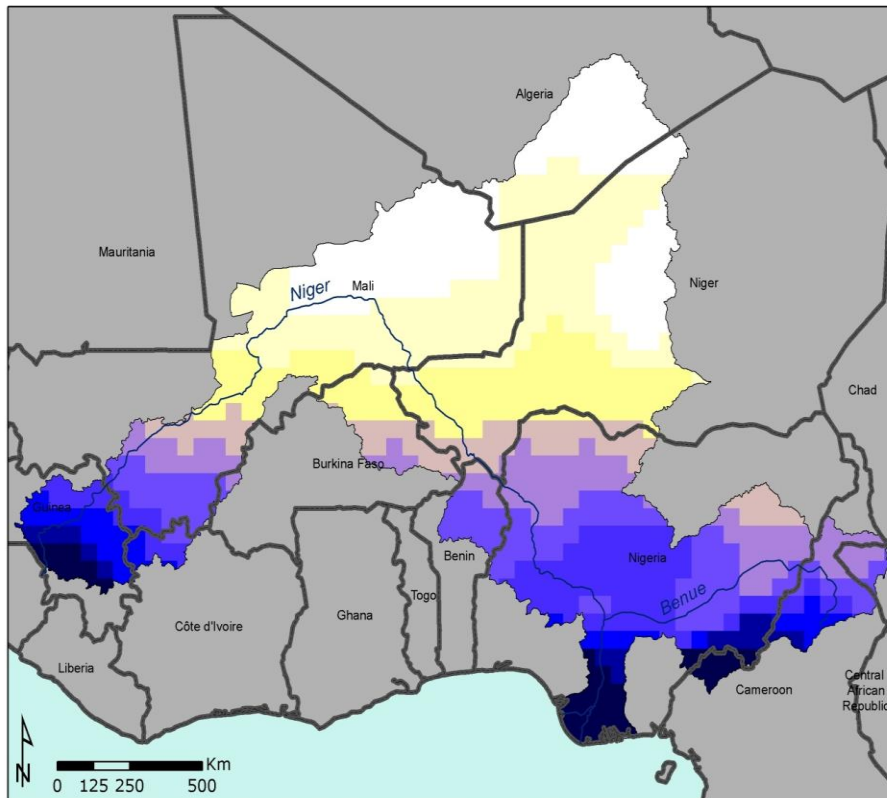 Algeria
Mauritania
Niger
Mali
Niger
Chad
Burkina Faso
Guinea
Nigeria
Benin
Benue
Togo
Ghana
Côte d'Ivoire
Liberia
Cameroon
Central
African
Republic
N
Km
0 125 250 500